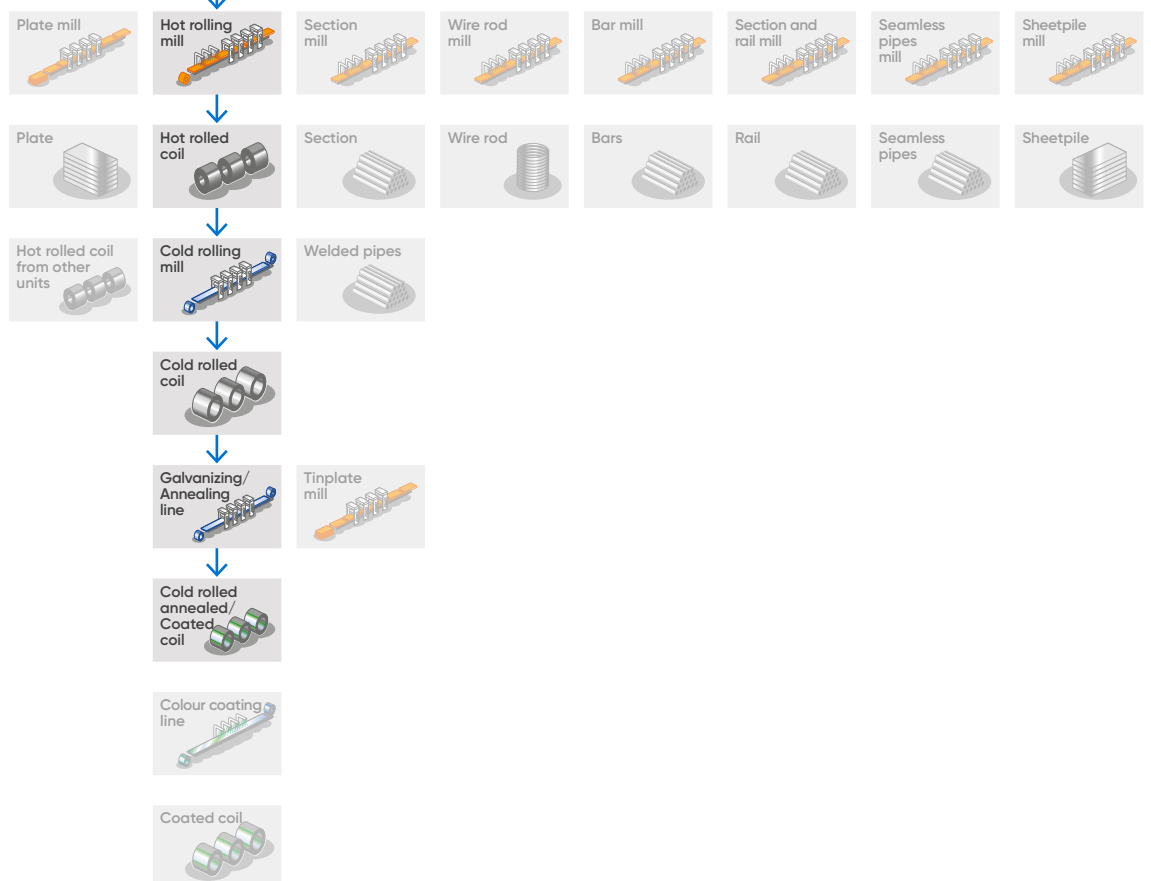 Plate mill
Hot rolling
mill
Section
mill
Wire rod
mill
Bar mill
Section and
rail mill
Seamless
pipes
mill
Sheetpile
mill
Plate
Hot rolled
coil
Section
Wire rod
Bars
Rail
Seamless
pipes
Sheetpile
Hot rolled coil
from other
units
Cold rolling
mill
Welded pipes
Cold rolled
coil
Galvanizing/
Annealing
line
Tinplate
mill
Cold rolled
annealed/
Coated
coil
Colour coating
line
Coated coil